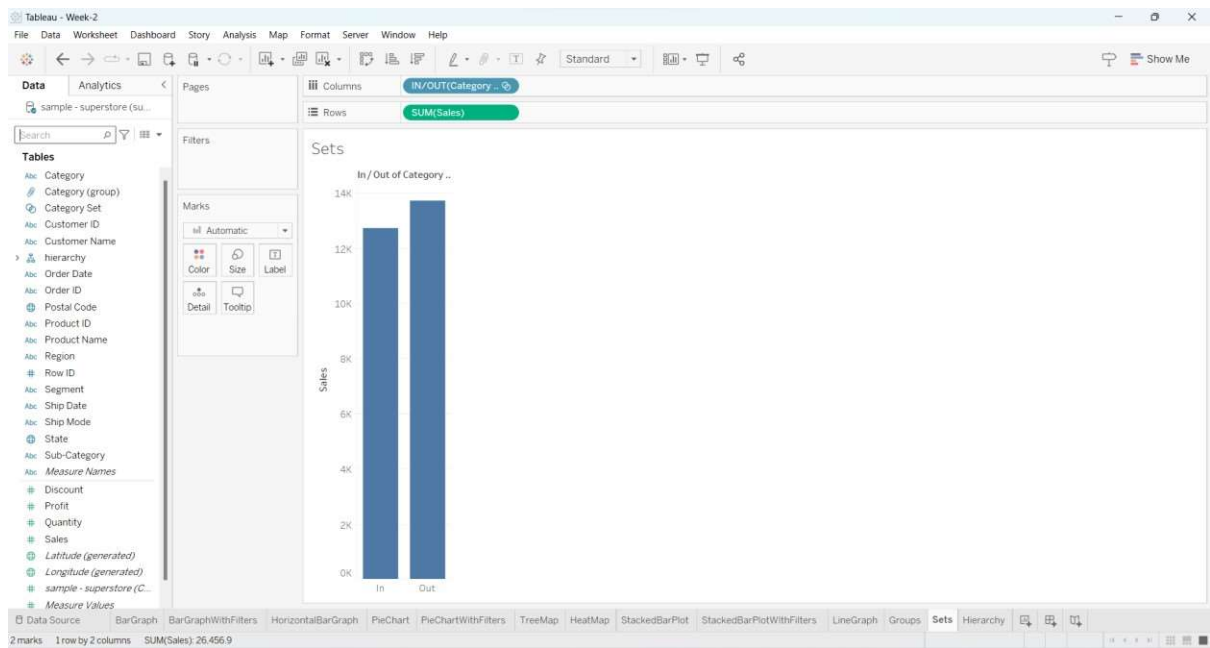 Tableau - Week-2
File Data Worksheet Dashboard Story Analysis Map Format Server Window Help
Standard
Show Me
Data Analytics
sample - superstore (su...
Search
Tables
Abc Category
Category (group)
Category Set
Abc Customer ID
Abc Customer Name
hierarchy
Abc Order Date
Abc Order ID
Postal Code
Abc Product ID
Abc Product Name
Abc Region
# Row ID
Abc Segment
Abc Ship Date
Abc Ship Mode
State
Abc Sub-Category
Abc Measure Names
# Discount
# Profit
# Quantity
# Sales
Latitude (generated)
Longitude (generated)
# sample - superstore (C...
# Measure Values
Pages
Filters
Marks
Automatic
Color Size Label
Detail Tooltip
Columns IN/OUT(Category ..
Rows SUM(Sales)
Sets
In / Out of Category ..
14K
12K
10K
8K
6K
4K
2K
0K
Sales
In Out
Data Source BarGraph BarGraphWithFilters HorizontalBarGraph PieChart PieChartWithFilters TreeMap HeatMap StackedBarPlot StackedBarPlotWithFilters LineGraph Groups Sets Hierarchy
2 marks 1 row by 2 columns SUM(Sales): 26,456.9